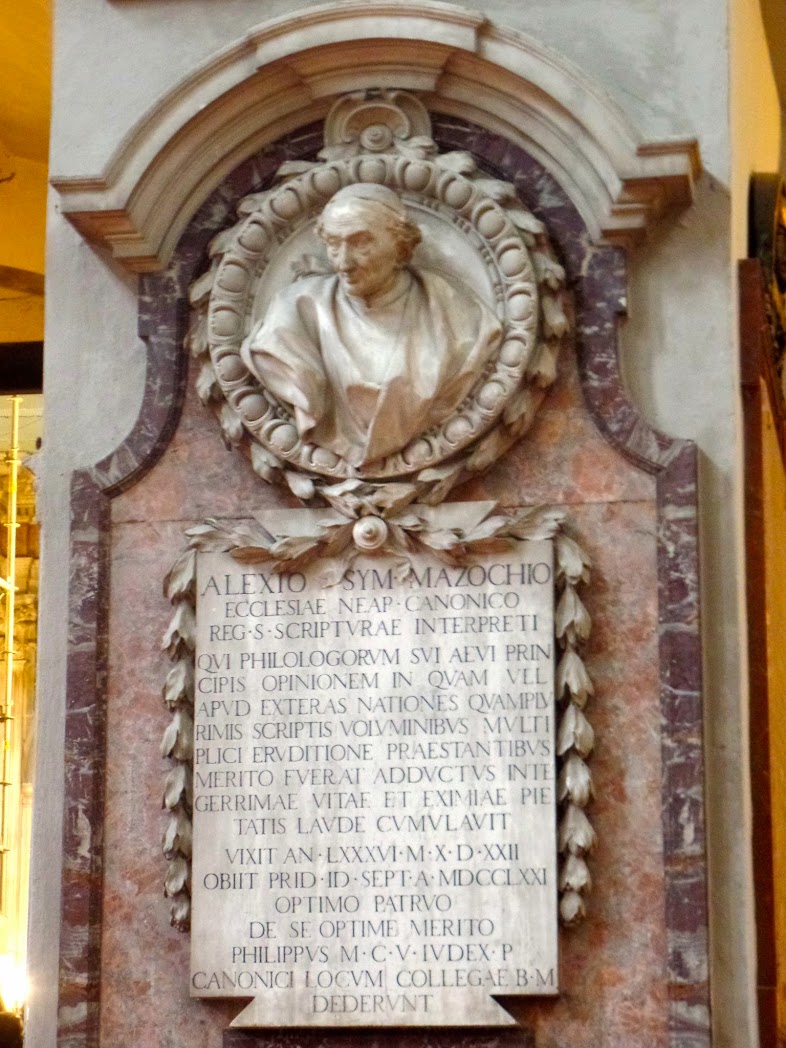 ALEXIO · SYM · MAZOCHIO
ECCLESIAE NEAP · CANONICO
REG · S · SCRIPTVRAE INTERPRETI
QVI PHILOLOGORVM SVI AEVI PRIN
CIPIS OPINIONEM IN QVAM VEL
APVD EXTERAS NATIONES QVAMPLV
RIMIS SCRIPTIS VOLVMINIBVS MVLTI
PLICI ERVDITIONE PRAESTANTIBVS
MERITO FVERAT ADDVCTVS INTE
GERRIMAE VITAE ET EXIMIAE PIE
TATIS LAVDE CVMVLAVIT
VIXIT AN · LXXXVI · M · X · D · XXII
OBIIT PRID · ID · SEPT · A · MDCCLXXI
OPTIMO PATRVO
DE SE OPTIME MERITO
PHILIPPVS M · C · V · IVDEX · P
CANONICI LOCVM COLLEGAE B · M
DEDERVNT